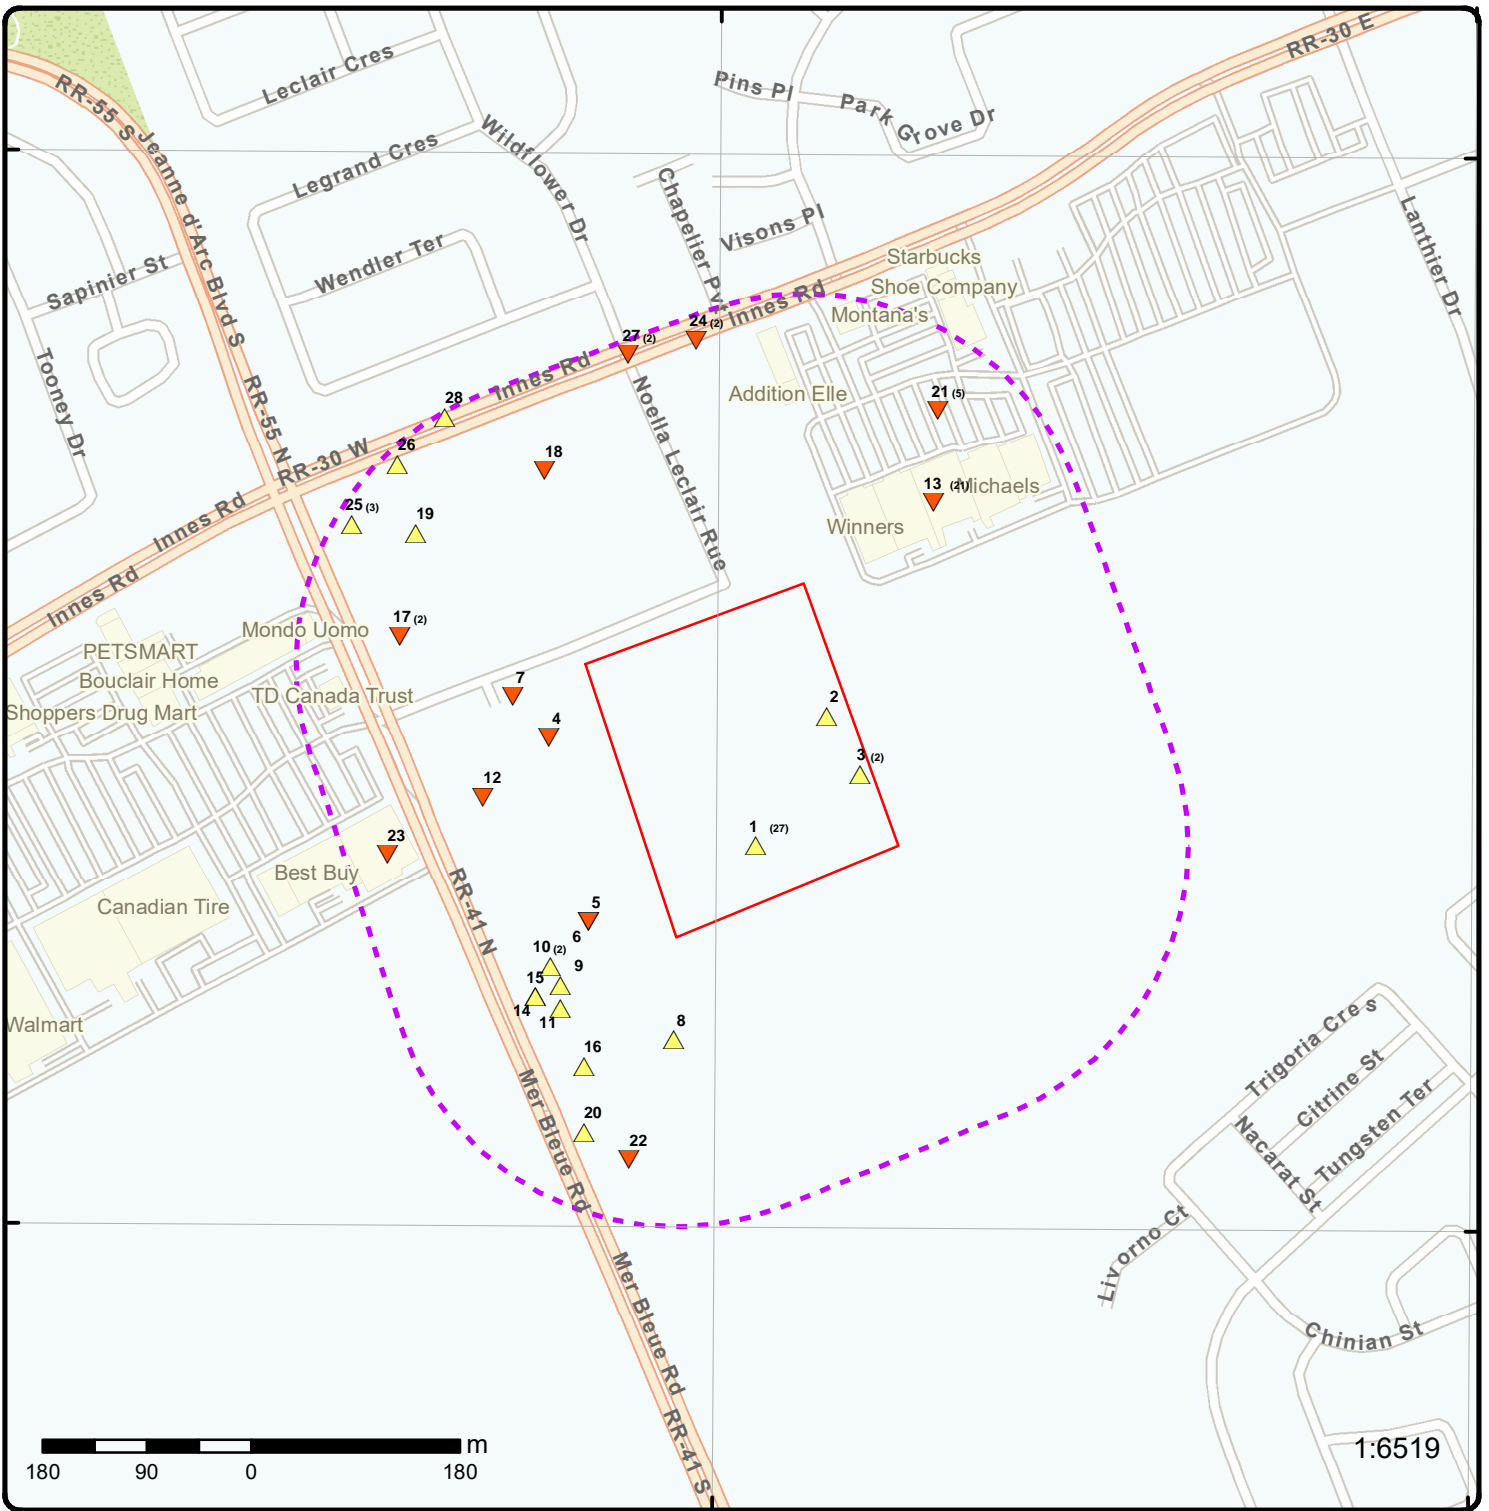 RR-30 E
Leclair Cres
RR-55 S
Pins Pl
Park Grove Dr
Jeanne d'Arc Blvd S
Legrand Cres
Wildflower Dr
Chapelier Pvt
Visons Pl
Lanthier Dr
Sapinier St
Wendler Ter
Starbucks
Shoe Company
Montana's
Innes Rd
24 (2)
27 (2)
Innes Rd
Tooney Dr
RR-55 N
Noella Leclair Rue
Addition Elle
21 (5)
28
26
RR-30 W
18
13 (21)
Michaels
Winners
25 (3)
19
Innes Rd
Innes Rd
17 (2)
Mondo Uomo
PETSMART
Bouclair Home
TD Canada Trust
Shoppers Drug Mart
7
4
2
3 (2)
12
1 (27)
23
Best Buy
Canadian Tire
RR-41 N
5
6
10 (2)
9
15
14
11
8
Walmart
16
20
22
Mer Bleue Rd
Trigoria Cres
Citrine St
Tungsten Ter
Nacarat St
Livorno Ct
Mer Bleue Rd
Chinian St
RR-41 S
m
180 90 0 180
1:6519